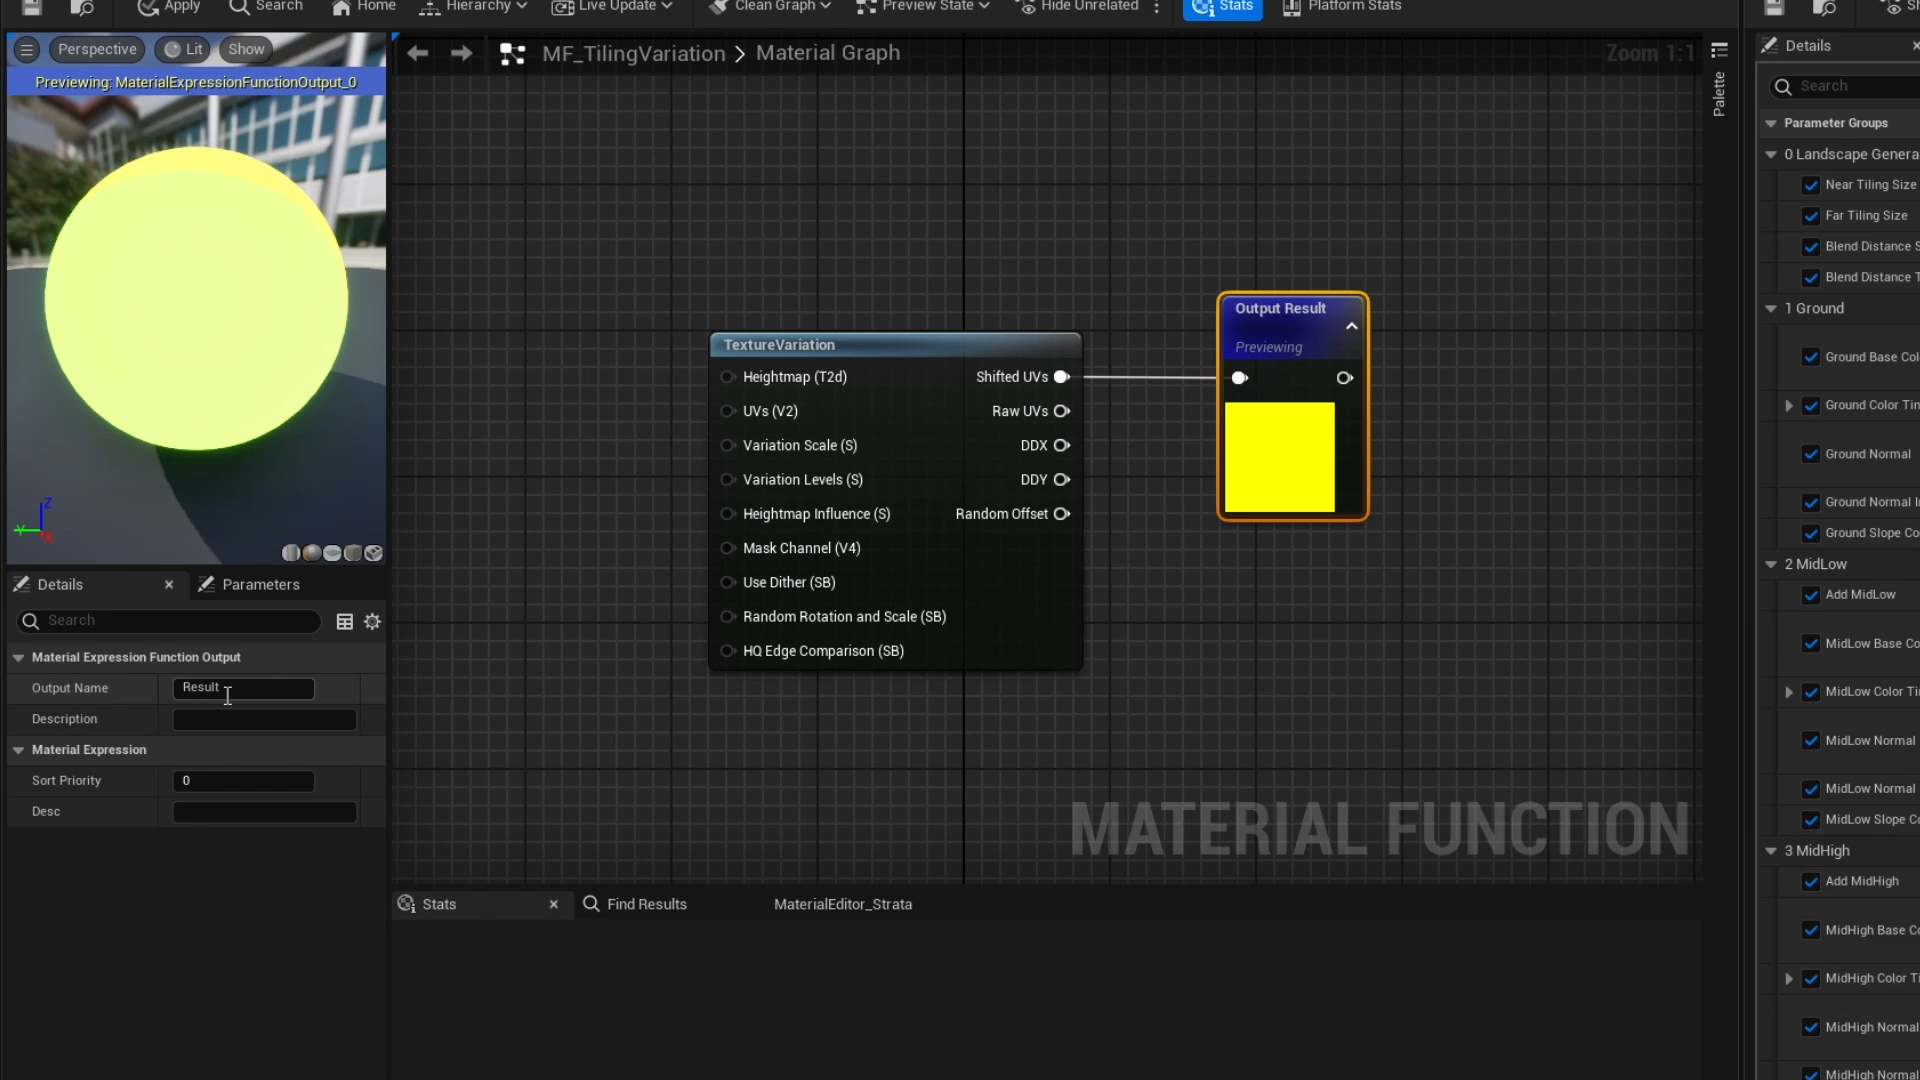 Apply
Search
Home
Hierarchy
Live Update
Clean Graph
Preview State
Hide Unrelated
Stats
Platform Stats
Perspective
Lit
Show
Previewing: MaterialExpressionFunctionOutput_0
MF_TilingVariation > Material Graph
Zoom 1:1
Palette
TextureVariation
Heightmap (T2d)
Shifted UVs
UVs (V2)
Raw UVs
Variation Scale (S)
DDX
Variation Levels (S)
DDY
Heightmap Influence (S)
Random Offset
Mask Channel (V4)
Use Dither (SB)
Random Rotation and Scale (SB)
HQ Edge Comparison (SB)
Output Result
Previewing
MATERIAL FUNCTION
Z
Y
X
Details
Parameters
Search
Material Expression Function Output
Output Name
Result
Description
Material Expression
Sort Priority
0
Desc
Stats
Find Results
MaterialEditor_Strata
Details
Search
Parameter Groups
0 Landscape Genera
Near Tiling Size
Far Tiling Size
Blend Distance S
Blend Distance T
1 Ground
Ground Base Col
Ground Color Tin
Ground Normal
Ground Normal I
Ground Slope Co
2 MidLow
Add MidLow
MidLow Base Co
MidLow Color Ti
MidLow Normal
MidLow Normal
MidLow Slope Co
3 MidHigh
Add MidHigh
MidHigh Base Co
MidHigh Color Ti
MidHigh Normal
MidHigh Normal